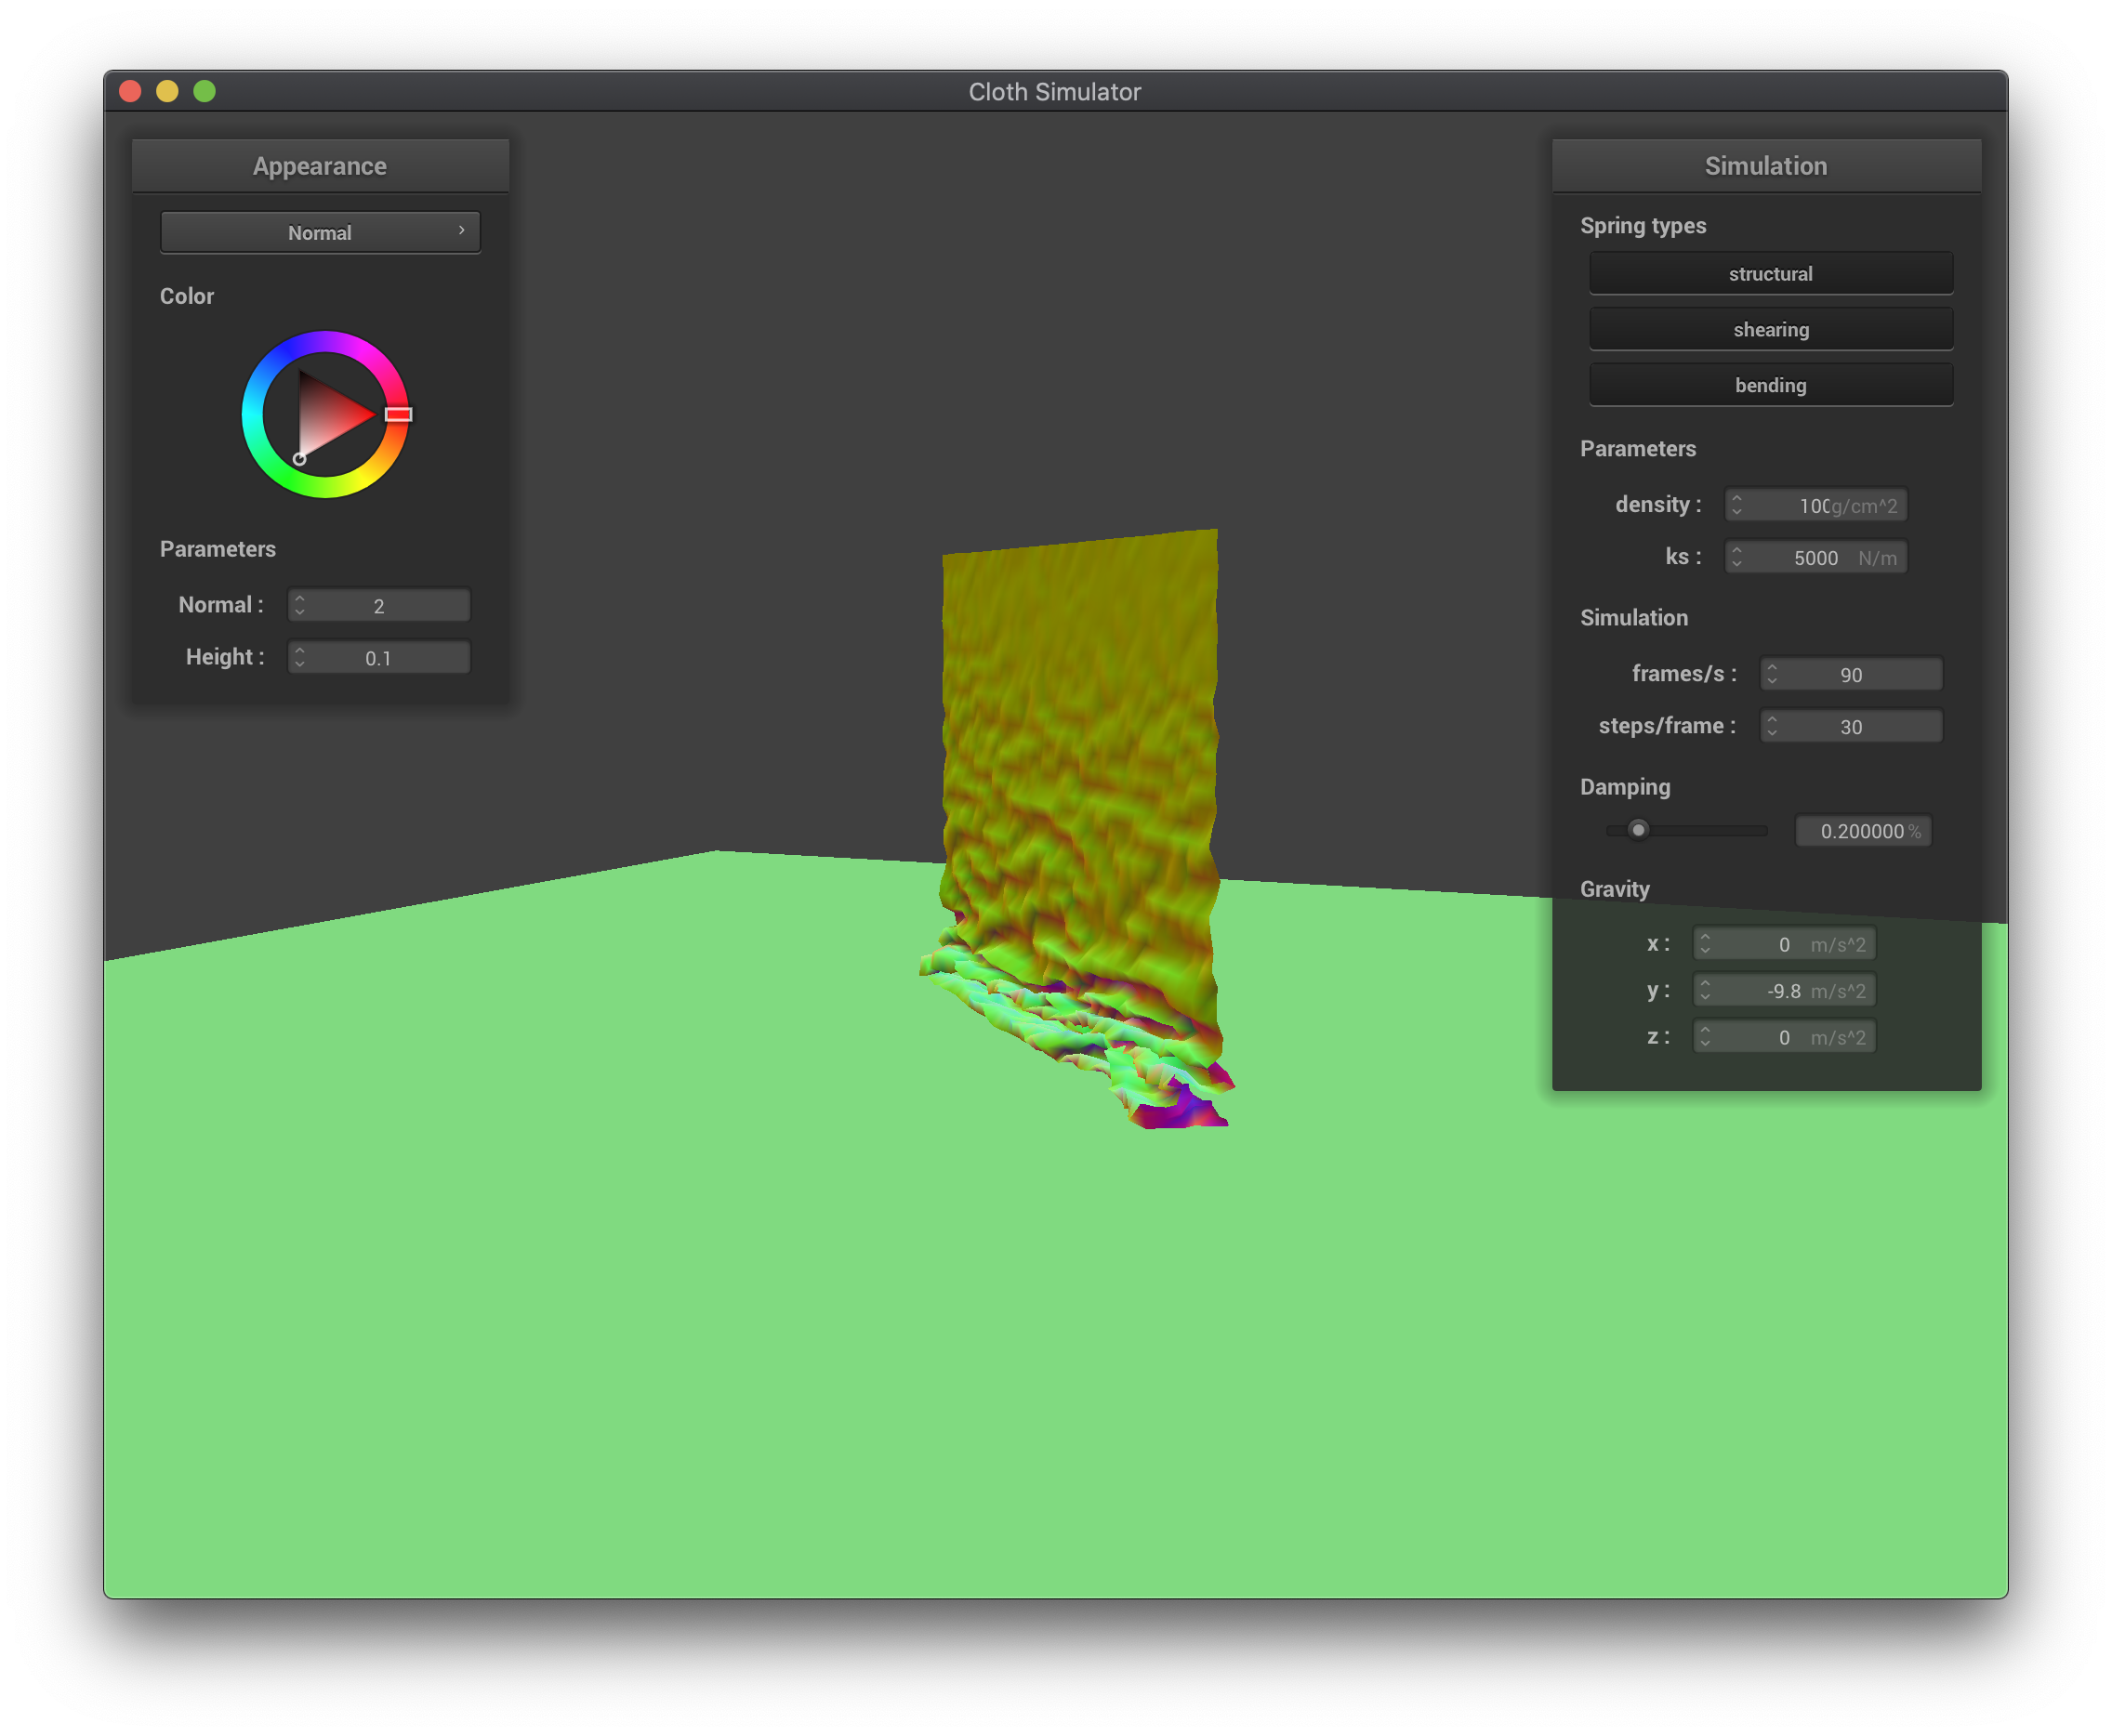 Cloth Simulator
Appearance
Normal
Color
Parameters
Normal : 2
Height : 0.1
Simulation
Spring types
structural
shearing
bending
Parameters
density : 100 g/cm^2
ks : 5000 N/m
Simulation
frames/s : 90
steps/frame : 30
Damping
0.200000 %
Gravity
x : 0 m/s^2
y : -9.8 m/s^2
z : 0 m/s^2